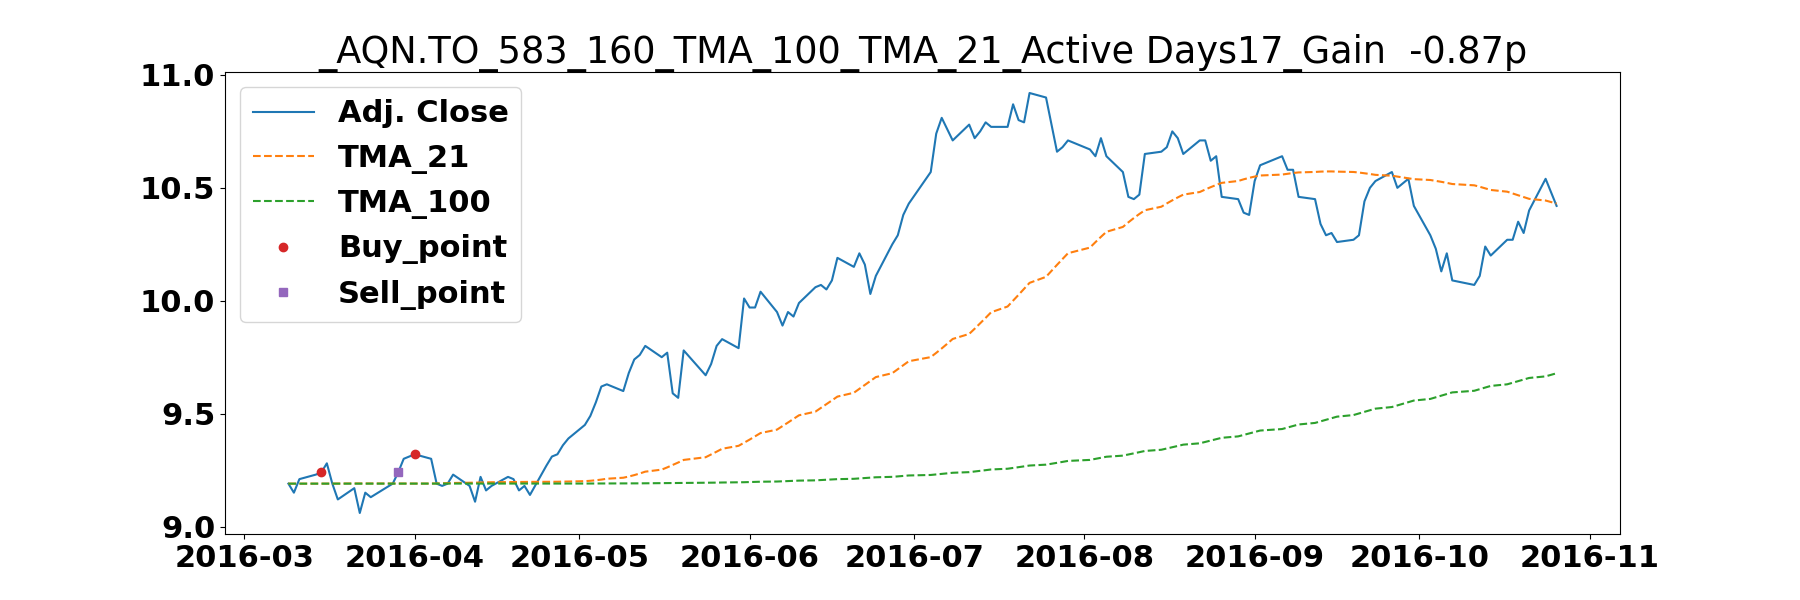 _AQN.TO_583_160_TMA_100_TMA_21_Active Days17_Gain  -0.87p
11.0
10.5
10.0
9.5
9.0
Adj. Close
TMA_21
TMA_100
Buy_point
Sell_point
2016-03 2016-04 2016-05 2016-06 2016-07 2016-08 2016-09 2016-10 2016-11